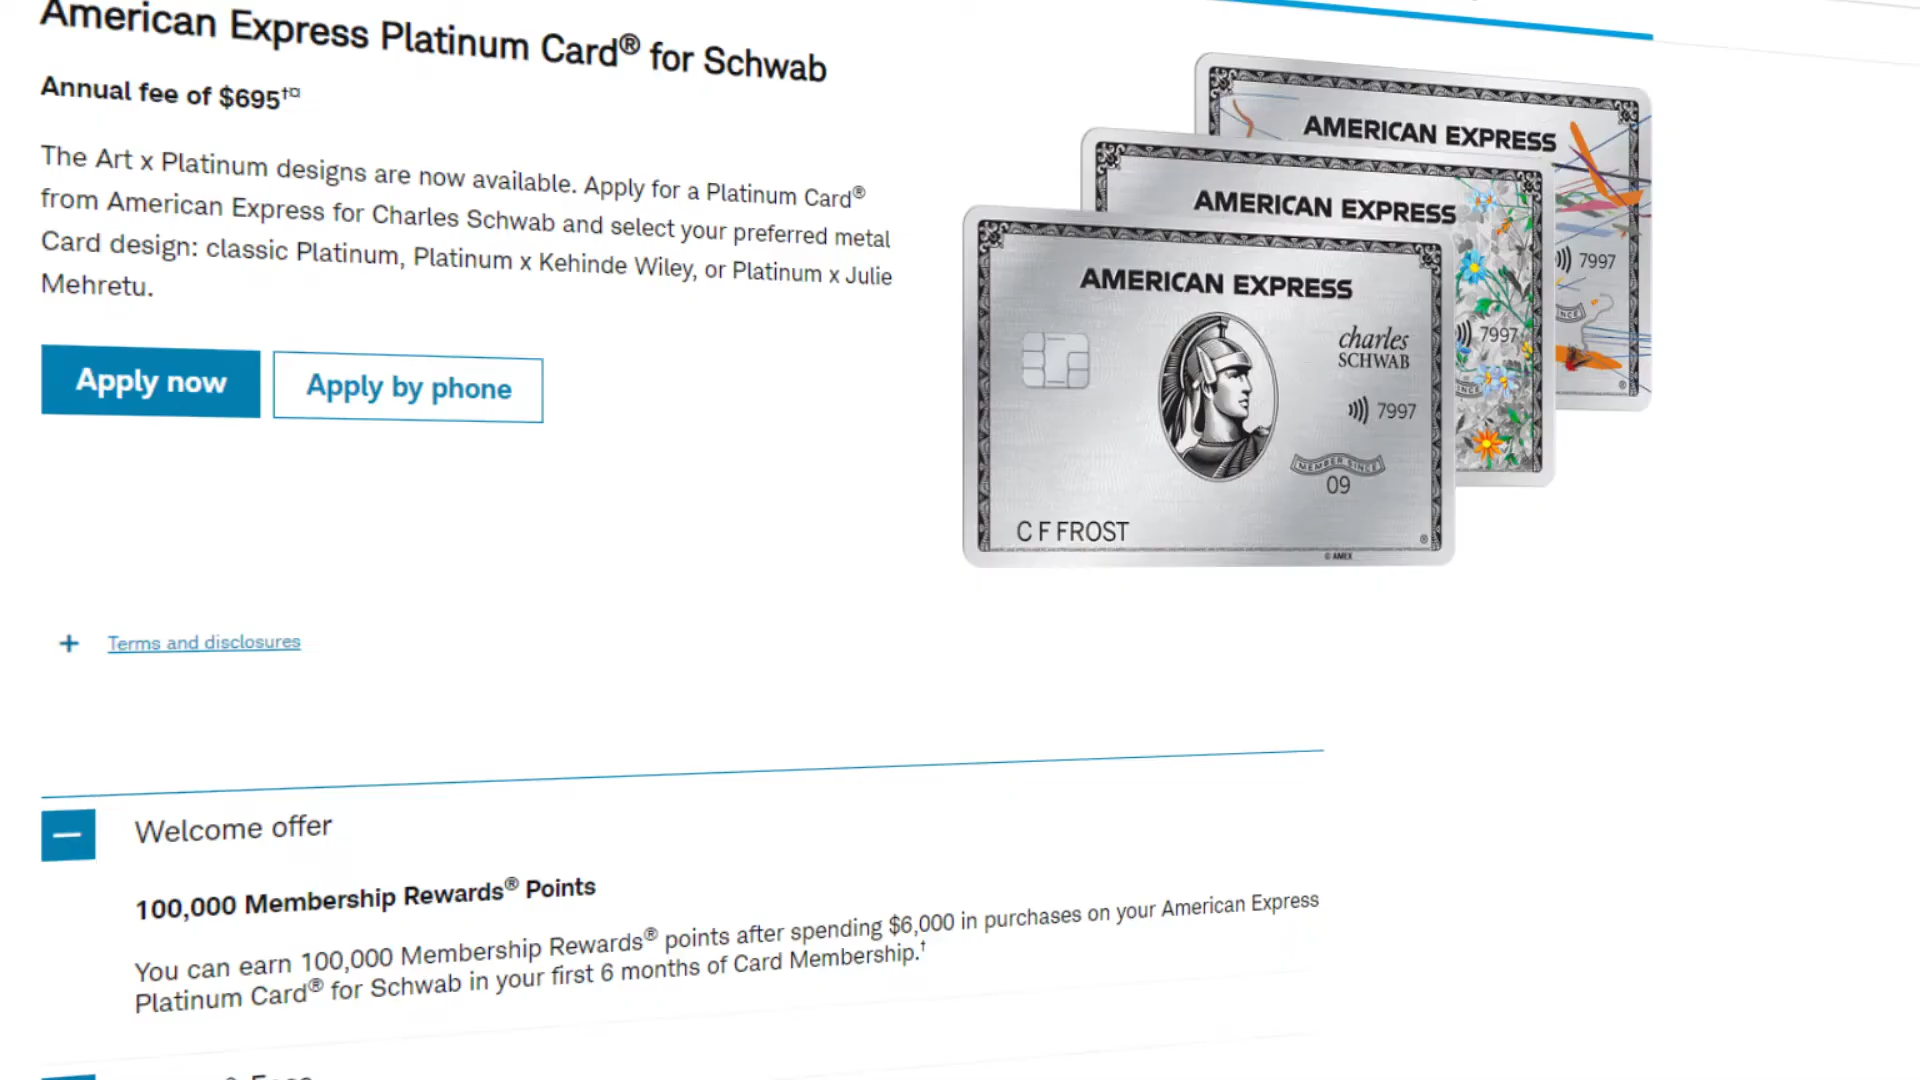 American Express Platinum Card® for Schwab
Annual fee of $695†¤
The Art x Platinum designs are now available. Apply for a Platinum Card®
from American Express for Charles Schwab and select your preferred metal
Card design: classic Platinum, Platinum x Kehinde Wiley, or Platinum x Julie
Mehretu.
Apply now
Apply by phone
AMERICAN EXPRESS
7997
AMERICAN EXPRESS
7997
AMERICAN EXPRESS
charles
SCHWAB
7997
MEMBER SINCE
09
C F FROST
® 
© AMEX
+ Terms and disclosures
Welcome offer
100,000 Membership Rewards® Points
You can earn 100,000 Membership Rewards® points after spending $6,000 in purchases on your American Express
Platinum Card® for Schwab in your first 6 months of Card Membership.†